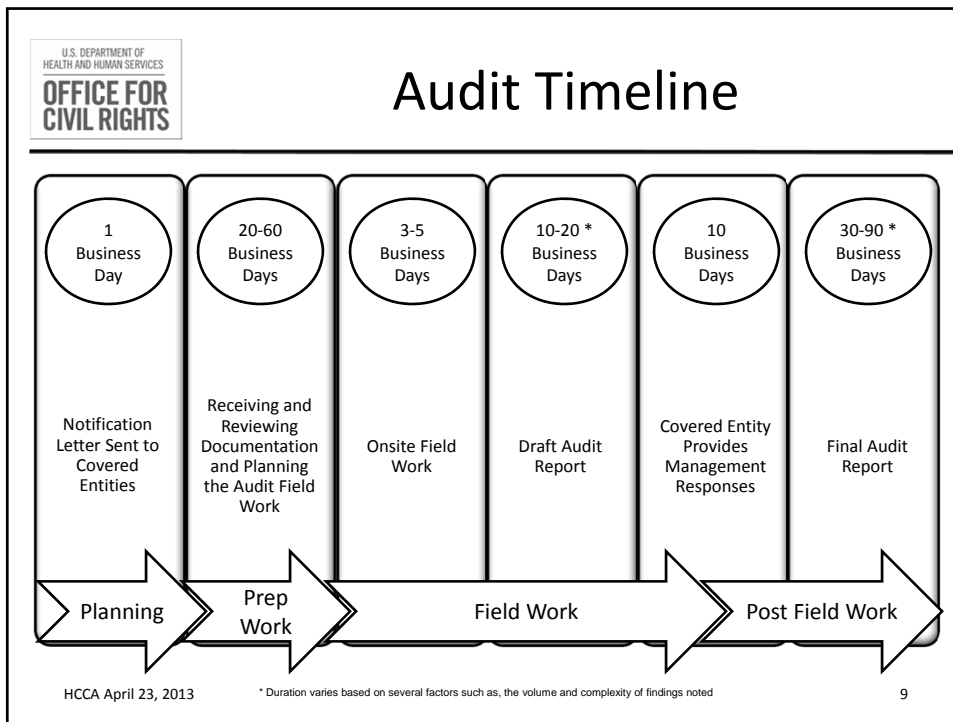 U.S. DEPARTMENT OF
HEALTH AND HUMAN SERVICES
OFFICE FOR
CIVIL RIGHTS
Audit Timeline
1
Business
Day
20-60
Business
Days
3-5
Business
Days
10-20 *
Business
Days
10
Business
Days
30-90 *
Business
Days
Notification
Letter Sent to
Covered
Entities
Receiving and
Reviewing
Documentation
and Planning
the Audit Field
Work
Onsite Field
Work
Draft Audit
Report
Covered Entity
Provides
Management
Responses
Final Audit
Report
Planning
Prep
Work
Field Work
Post Field Work
HCCA April 23, 2013
* Duration varies based on several factors such as, the volume and complexity of findings noted
9